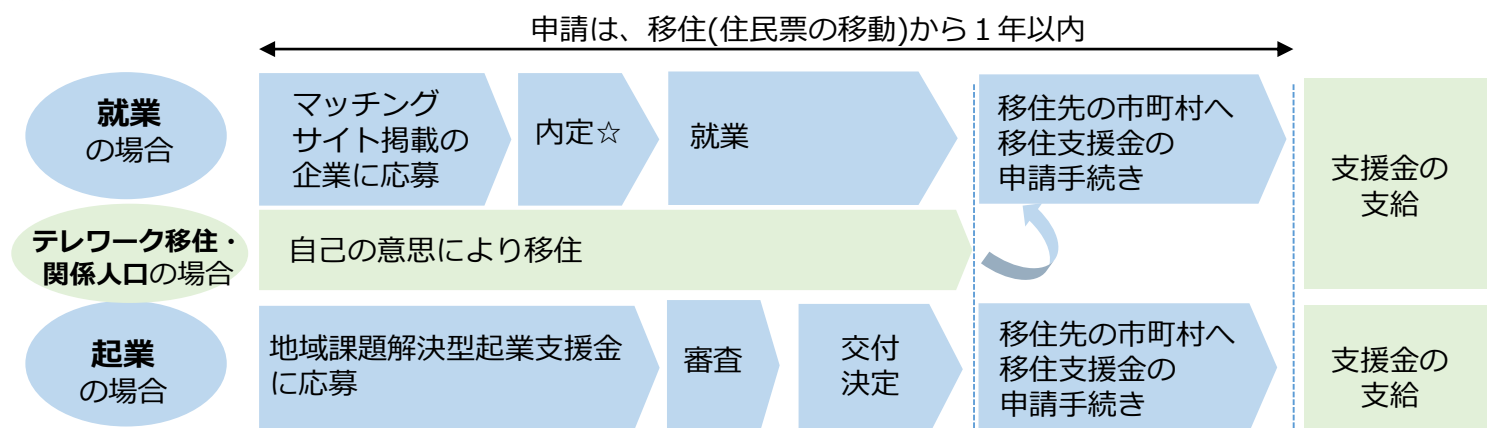 申請は、移住(住民票の移動)から１年以内
就業
の場合
マッチング
サイト掲載の
企業に応募
内定☆
就業
移住先の市町村へ
移住支援金の
申請手続き
支援金の
支給
テレワーク移住・
関係人口の場合
自己の意思により移住
起業
の場合
地域課題解決型起業支援金
に応募
審査
交付
決定
移住先の市町村へ
移住支援金の
申請手続き
支援金の
支給